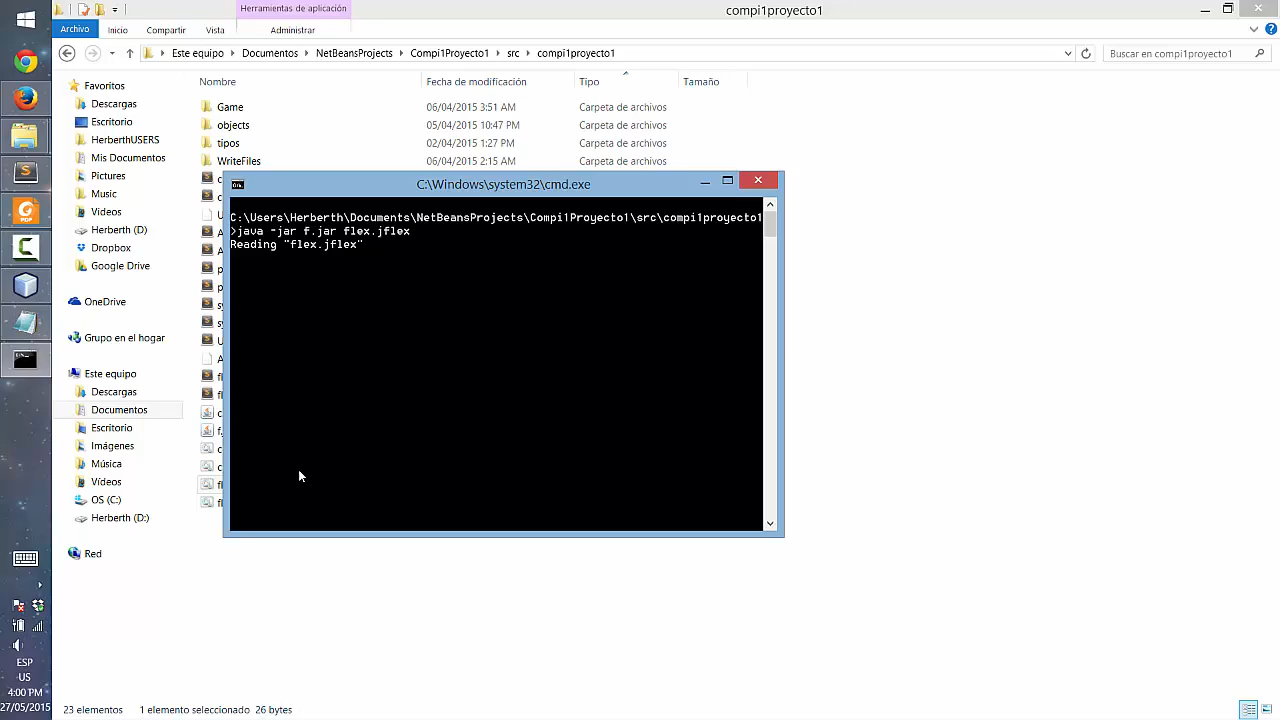 Herramientas de aplicación
compi1proyecto1
Archivo
Inicio
Compartir
Vista
Administrar
Este equipo
Documentos
NetBeansProjects
Compi1Proyecto1
src
compi1proyecto1
Buscar en compi1proyecto1
Nombre
Fecha de modificación
Tipo
Tamaño
Favoritos
Descargas
Escritorio
HerberthUSERS
Mis Documentos
Pictures
Music
Videos
Herberth (D)
Dropbox
Google Drive
OneDrive
Grupo en el hogar
Este equipo
Descargas
Documentos
Escritorio
Imágenes
Música
Vídeos
OS (C:)
Herberth (D:)
Red
Game 06/04/2015 3:51 AM Carpeta de archivos
objects 05/04/2015 10:47 PM Carpeta de archivos
tipos 02/04/2015 1:27 PM Carpeta de archivos
WriteFiles 06/04/2015 2:15 AM Carpeta de archivos
C:\Windows\system32\cmd.exe
C:\Users\Herberth\Documents\NetBeansProjects\Compi1Proyecto1\src\compi1proyecto1
>java -jar f.jar flex.jflex
Reading "flex.jflex"
ESP
US
4:00 PM
27/05/2015
23 elementos
1 elemento seleccionado 26 bytes